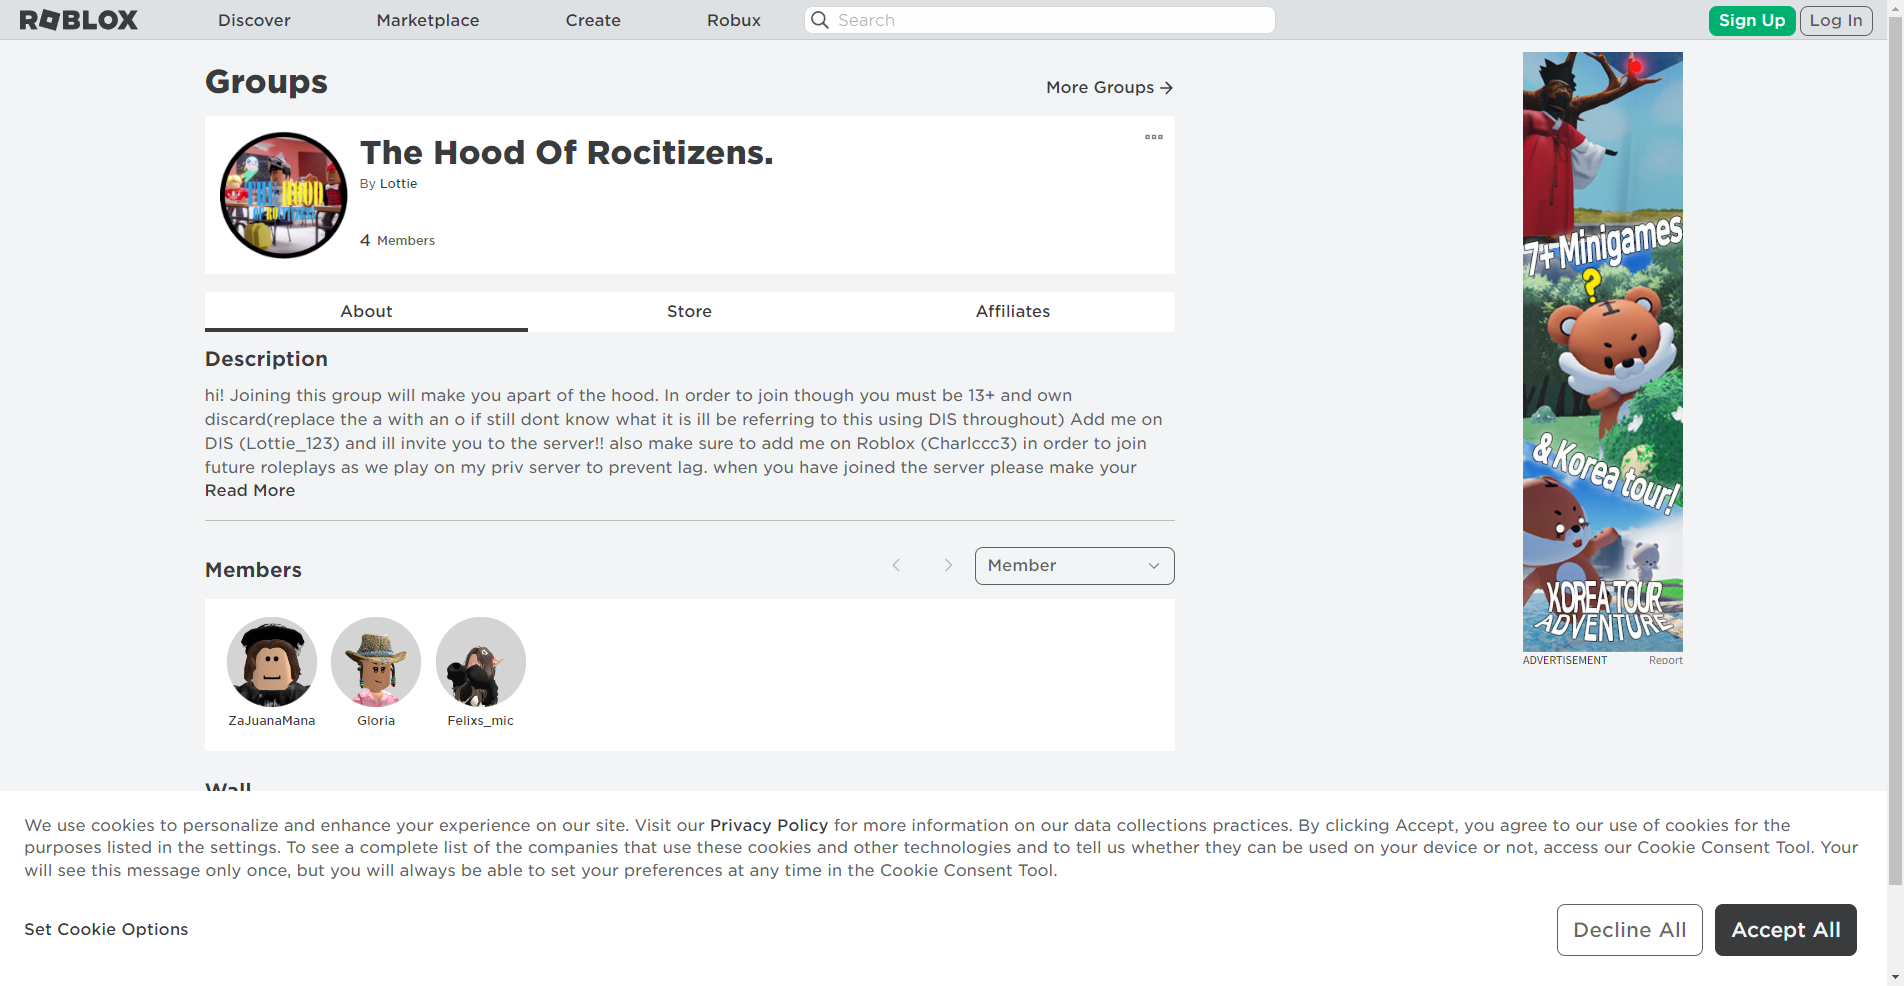 ROBLOX
Discover
Marketplace
Create
Robux
Search
Sign Up
Log In
Groups
More Groups
THE HOOD
OF ROCITIZENS
The Hood Of Rocitizens.
By Lottie
4 Members
About
Store
Affiliates
Description
hi! Joining this group will make you apart of the hood. In order to join though you must be 13+ and own
discard(replace the a with an o if still dont know what it is ill be referring to this using DIS throughout) Add me on
DIS (Lottie_123) and ill invite you to the server!! also make sure to add me on Roblox (Charlccc3) in order to join
future roleplays as we play on my priv server to prevent lag. when you have joined the server please make your
Read More
Members
Member
ZaJuanaMana
Gloria
Felixs_mic
Wall
7+ Minigames
?
& Korea tour!
KOREA TOUR
ADVENTURE
ADVERTISEMENT
Report
We use cookies to personalize and enhance your experience on our site. Visit our Privacy Policy for more information on our data collections practices. By clicking Accept, you agree to our use of cookies for the
purposes listed in the settings. To see a complete list of the companies that use these cookies and other technologies and to tell us whether they can be used on your device or not, access our Cookie Consent Tool. Your
will see this message only once, but you will always be able to set your preferences at any time in the Cookie Consent Tool.
Set Cookie Options
Decline All
Accept All